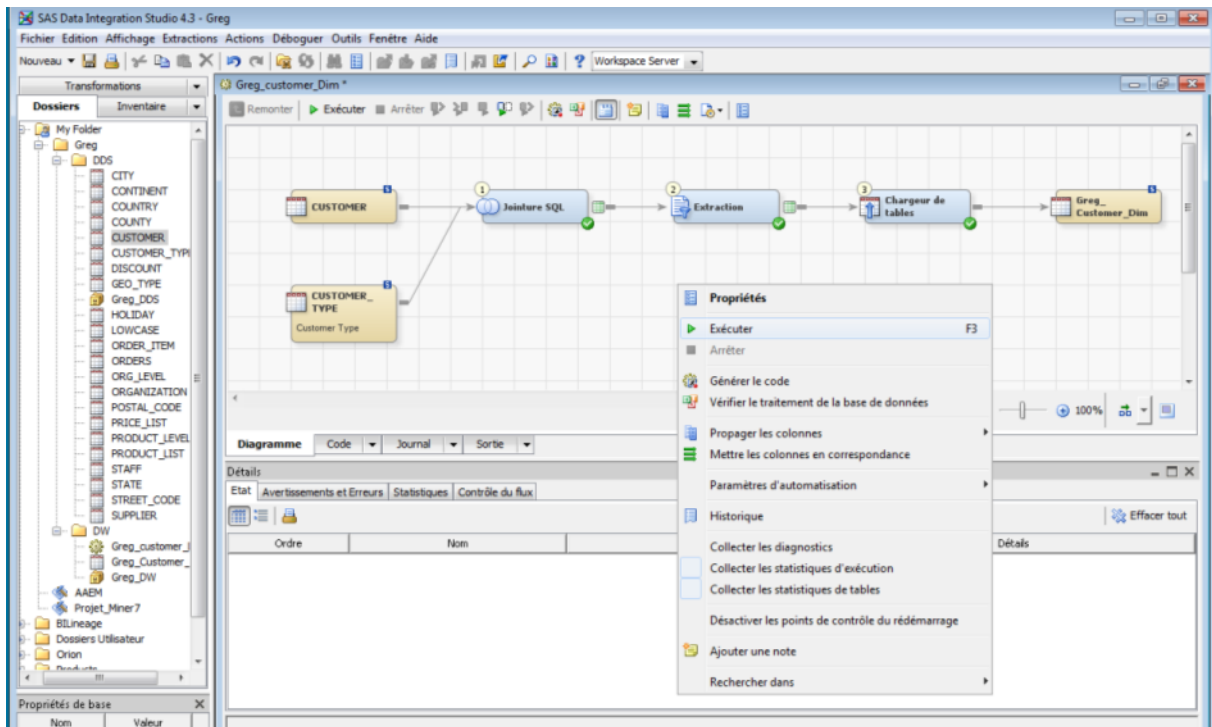 SAS Data Integration Studio 4.3 - Greg
Fichier Edition Affichage Extractions Actions Déboguer Outils Fenêtre Aide
Nouveau
Workspace Server
Transformations
Dossiers Inventaire
My Folder
Greg
DDS
CITY
CONTINENT
COUNTRY
COUNTY
CUSTOMER
CUSTOMER_TYPE
DISCOUNT
GEO_TYPE
Greg_DDS
HOLIDAY
LOWCASE
ORDER_ITEM
ORDERS
ORG_LEVEL
ORGANIZATION
POSTAL_CODE
PRICE_LIST
PRODUCT_LEVEL
PRODUCT_LIST
STAFF
STATE
STREET_CODE
SUPPLIER
DW
Greg_customer_
Greg_Customer_
Greg_DW
AAEM
Projet_Miner7
BILineage
Dossiers Utilisateur
Orion
Products
Propriétés de base
Nom Valeur
Greg_customer_Dim *
Remonter Exécuter Arrêter
CUSTOMER
1
Jointure SQL
2
Extraction
3
Chargeur de
tables
Greg_
Customer_Dim
CUSTOMER_
TYPE
Customer Type
100%
Diagramme Code Journal Sortie
Détails
Etat Avertissements et Erreurs Statistiques Contrôle du flux
Effacer tout
Ordre Nom Détails
Propriétés
Exécuter F3
Arrêter
Générer le code
Vérifier le traitement de la base de données
Propager les colonnes
Mettre les colonnes en correspondance
Paramètres d'automatisation
Historique
Collecter les diagnostics
Collecter les statistiques d'exécution
Collecter les statistiques de tables
Désactiver les points de contrôle du rédémarrage
Ajouter une note
Rechercher dans